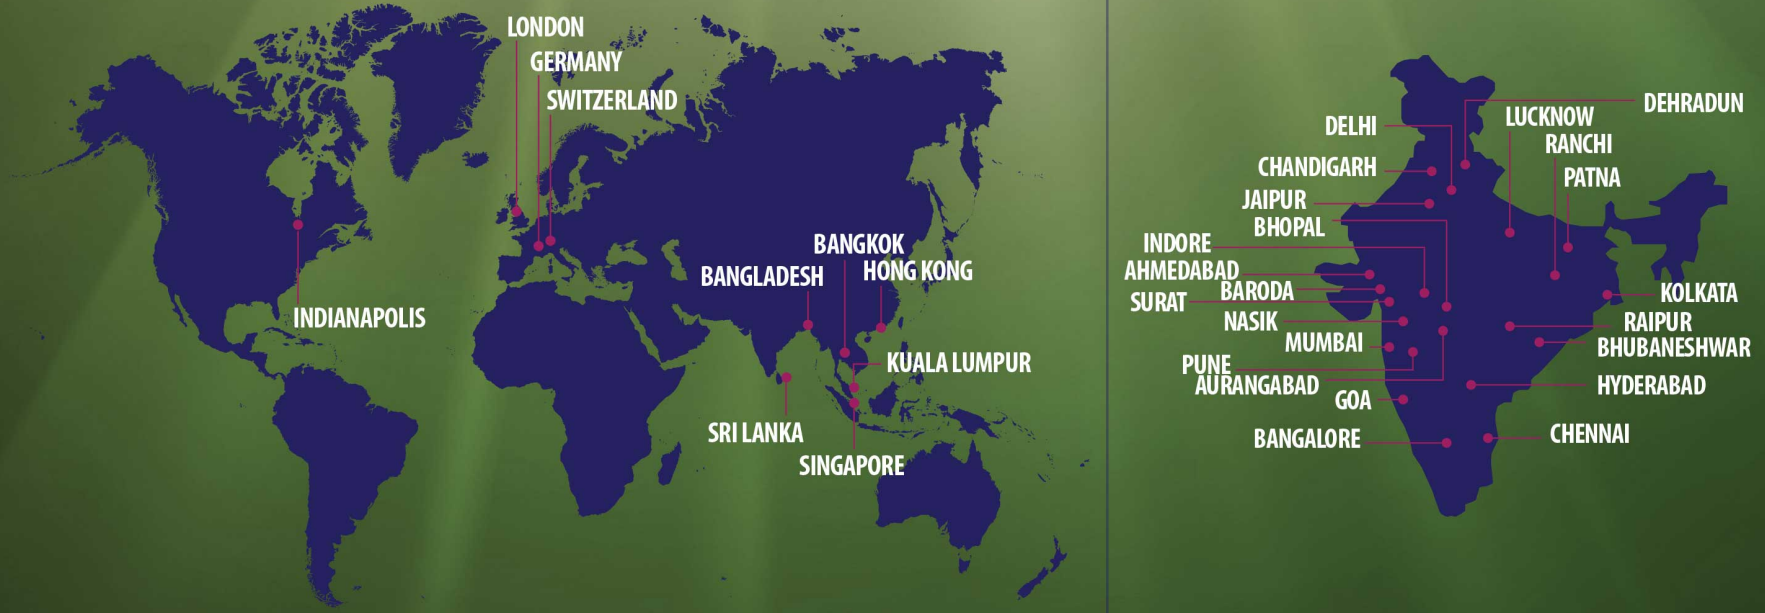 LONDON
GERMANY
SWITZERLAND
BANGKOK
HONG KONG
BANGLADESH
INDIANAPOLIS
KUALA LUMPUR
SRI LANKA
SINGAPORE
DEHRADUN
LUCKNOW
DELHI
RANCHI
CHANDIGARH
PATNA
JAIPUR
BHOPAL
INDORE
AHMEDABAD
BARODA
SURAT
KOLKATA
NASIK
RAIPUR
MUMBAI
BHUBANESHWAR
PUNE
AURANGABAD
HYDERABAD
GOA
BANGALORE
CHENNAI